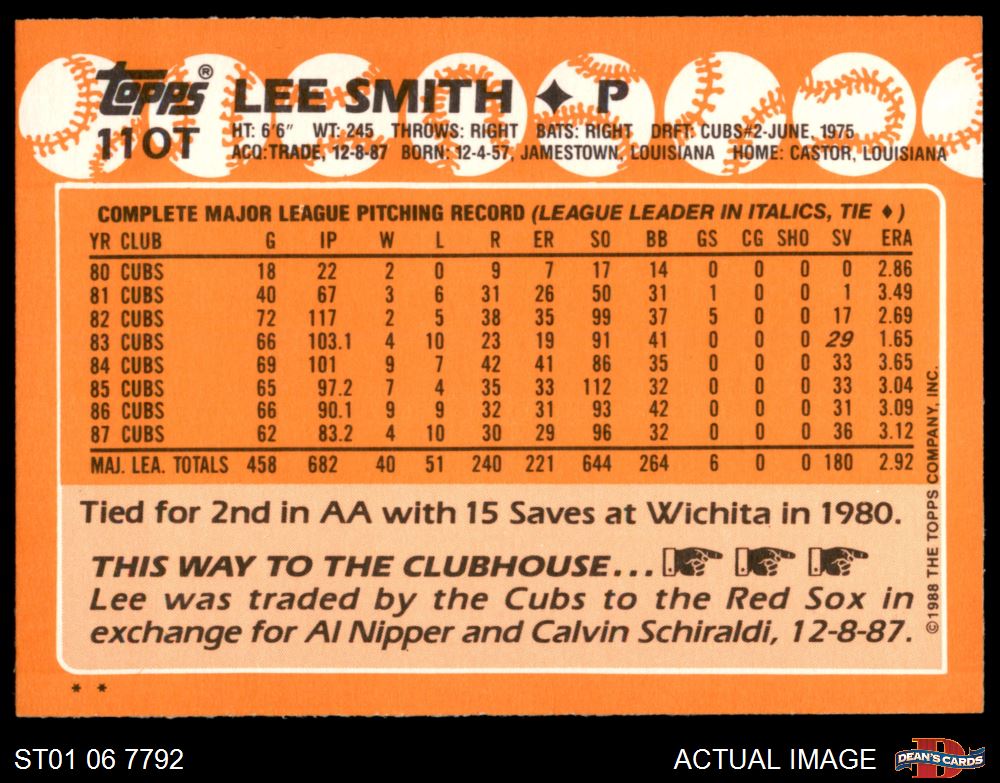 Topps® LEE SMITH ♦ P
110T HT: 6'6" WT: 245 THROWS: RIGHT BATS: RIGHT DRFT: CUBS#2-JUNE, 1975
ACQ:TRADE, 12-8-87 BORN: 12-4-57, JAMESTOWN, LOUISIANA HOME: CASTOR, LOUISIANA
COMPLETE MAJOR LEAGUE PITCHING RECORD (LEAGUE LEADER IN ITALICS, TIE ♦)
YR CLUB G IP W L R ER SO BB GS CG SHO SV ERA
80 CUBS 18 22 2 0 9 7 17 14 0 0 0 0 2.86
81 CUBS 40 67 3 6 31 26 50 31 1 0 0 1 3.49
82 CUBS 72 117 2 5 38 35 99 37 5 0 0 17 2.69
83 CUBS 66 103.1 4 10 23 19 91 41 0 0 0 29 1.65
84 CUBS 69 101 9 7 42 41 86 35 0 0 0 33 3.65
85 CUBS 65 97.2 7 4 35 33 112 32 0 0 0 33 3.04
86 CUBS 66 90.1 9 9 32 31 93 42 0 0 0 31 3.09
87 CUBS 62 83.2 4 10 30 29 96 32 0 0 0 36 3.12
MAJ. LEA. TOTALS 458 682 40 51 240 221 644 264 6 0 0 180 2.92
Tied for 2nd in AA with 15 Saves at Wichita in 1980.
THIS WAY TO THE CLUBHOUSE...
Lee was traded by the Cubs to the Red Sox in
exchange for Al Nipper and Calvin Schiraldi, 12-8-87.
©1988 THE TOPPS COMPANY, INC.
* *
ST01 06 7792 ACTUAL IMAGE D DEAN'S CARDS